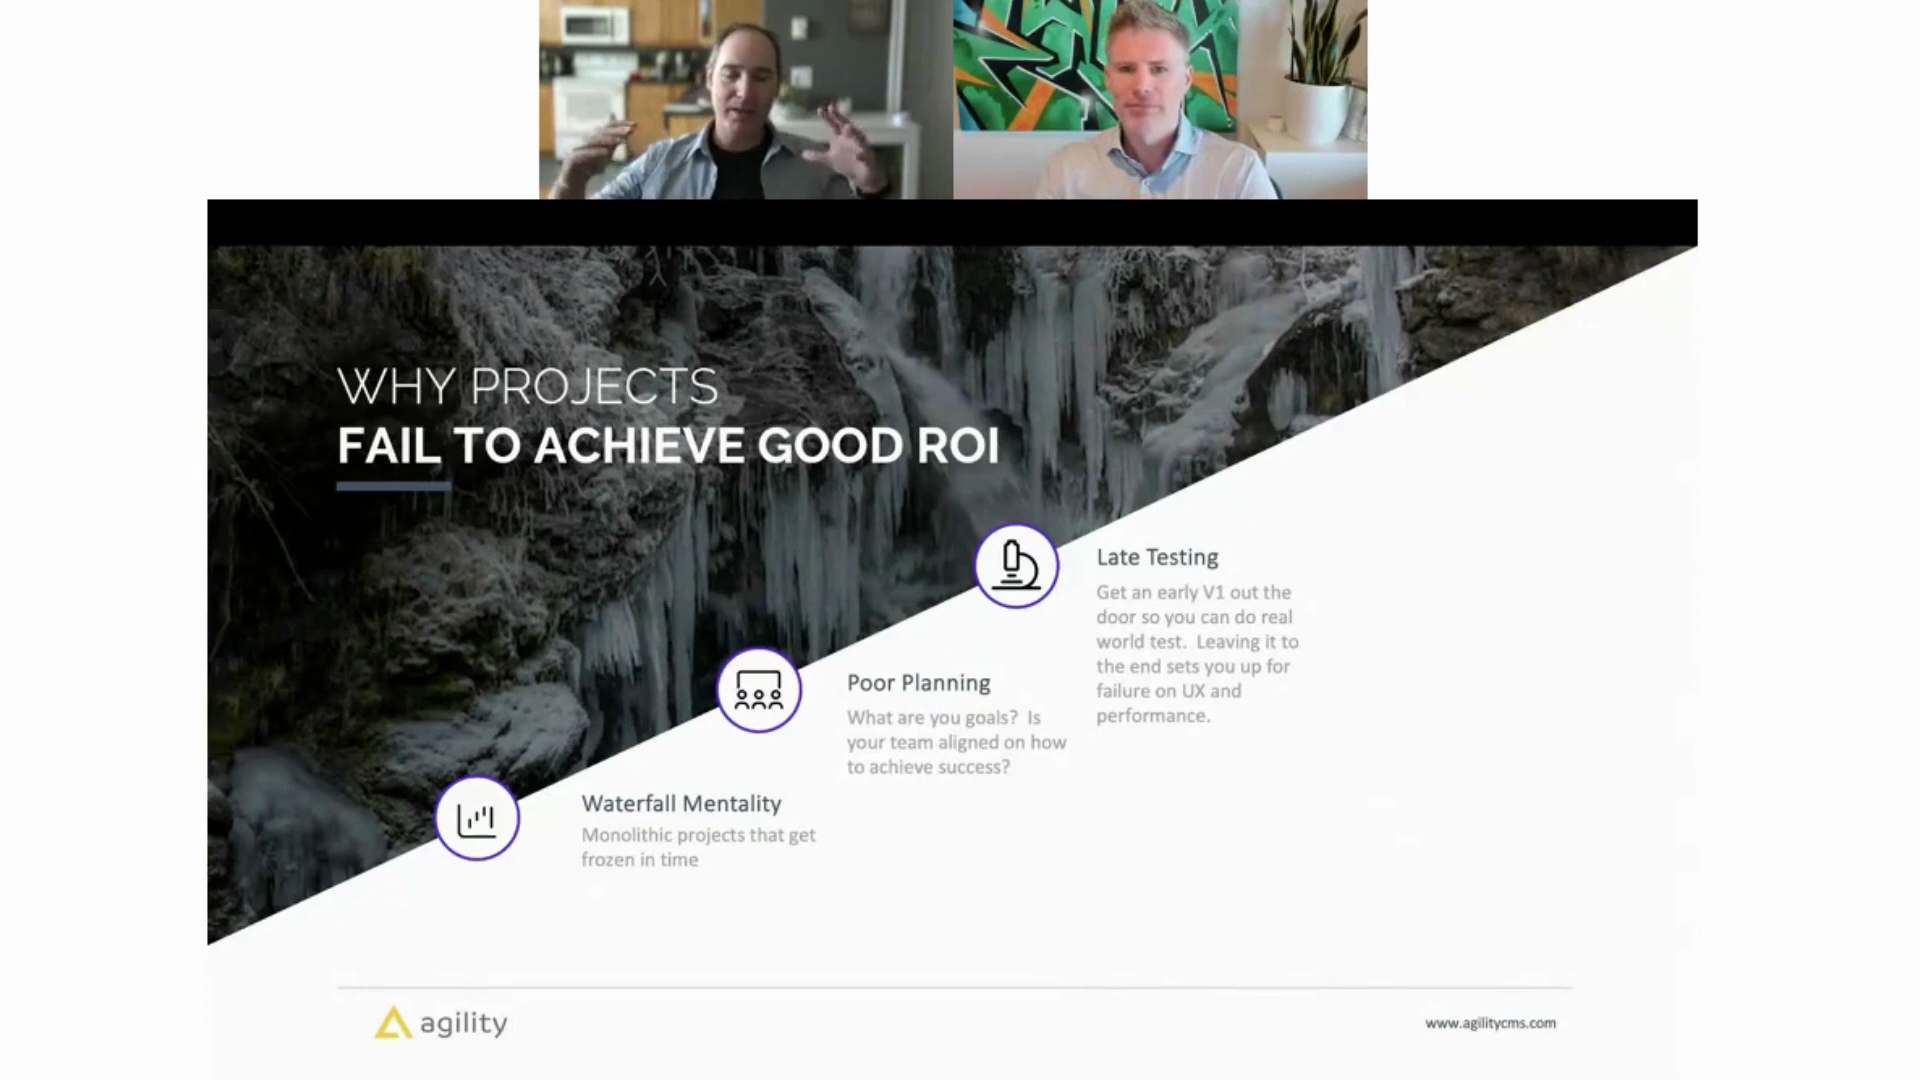 WHY PROJECTS
FAIL TO ACHIEVE GOOD ROI
Late Testing
Get an early V1 out the
door so you can do real
world test.  Leaving it to
the end sets you up for
failure on UX and
performance.
Poor Planning
What are you goals?  Is
your team aligned on how
to achieve success?
Waterfall Mentality
Monolithic projects that get
frozen in time
agility
www.agilitycms.com